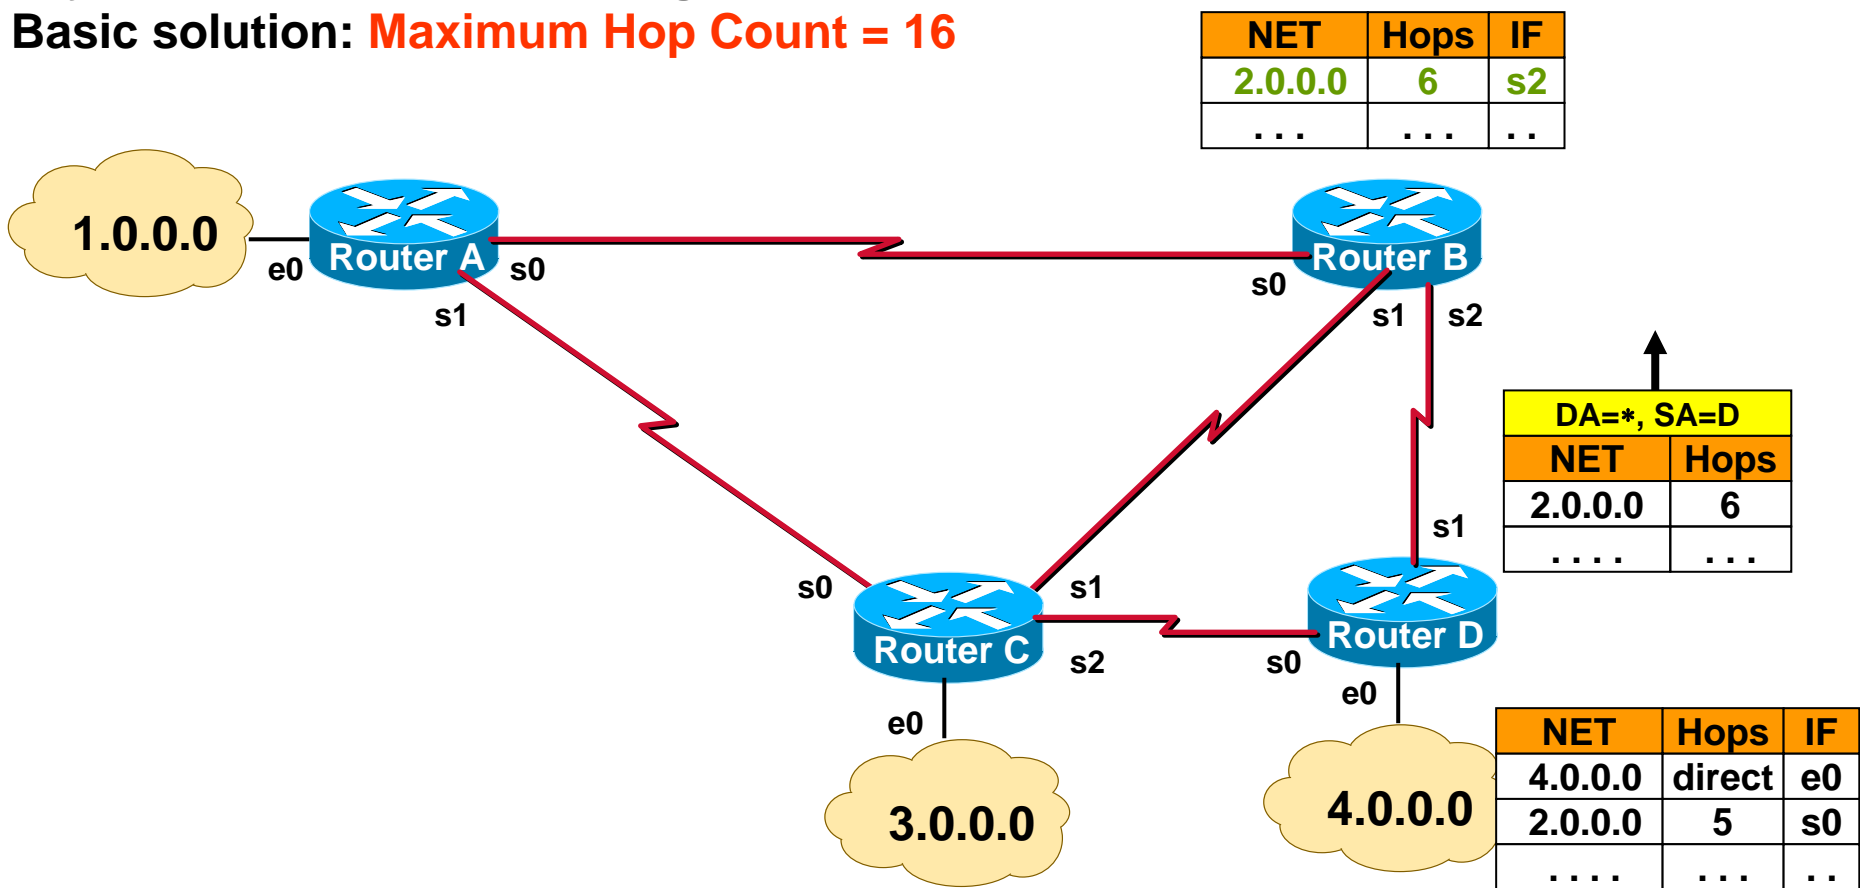 Basic solution: Maximum Hop Count = 16
NET Hops IF
2.0.0.0 6 s2
. . . . . . . .
1.0.0.0
e0
Router A
s0
s1
Router B
s0
s1 s2
DA=*, SA=D
NET Hops
2.0.0.0 6
. . . . . . .
s1
s0
s1
Router C
s2
s0
Router D
e0
e0
3.0.0.0
4.0.0.0
NET Hops IF
4.0.0.0 direct e0
2.0.0.0 5 s0
. . . . . . . . .